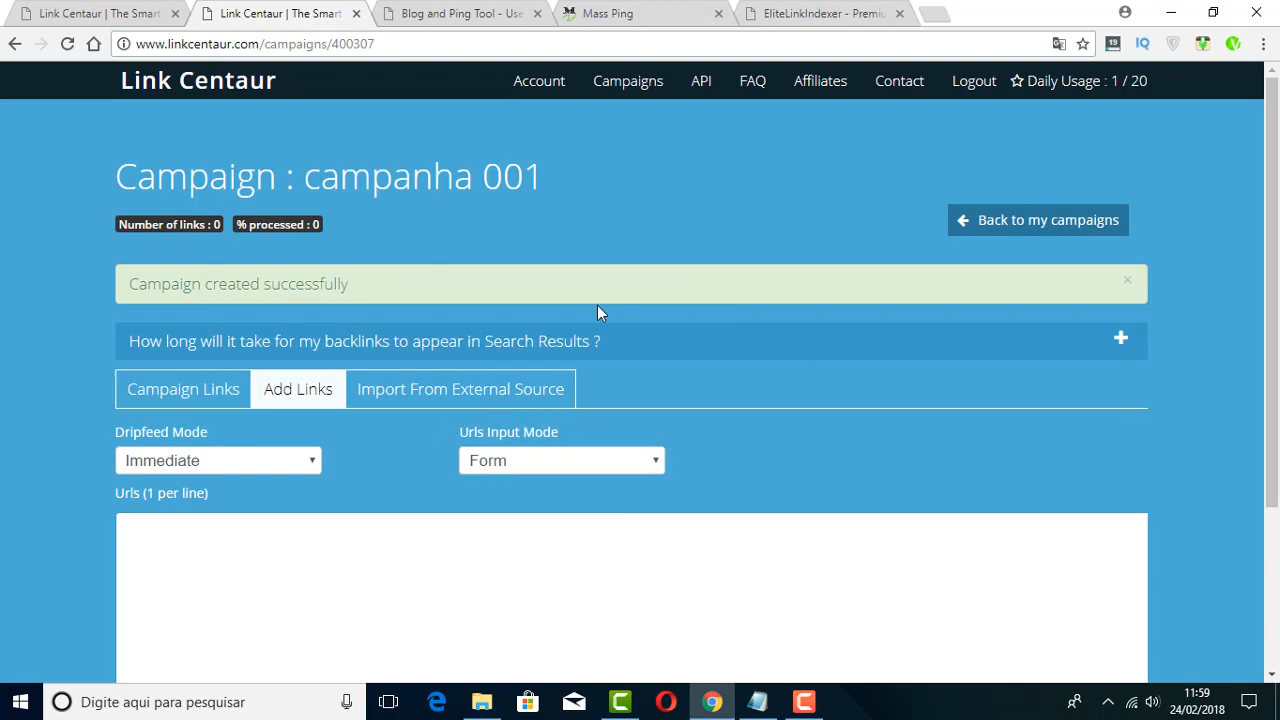 Link Centaur | The Smart
Link Centaur | The Smart
Blog and Ping Tool - Use
Mass Ping
EliteLinkIndexer - Premiu
www.linkcentaur.com/campaigns/400307
19
IQ
Link Centaur
Account
Campaigns
API
FAQ
Affiliates
Contact
Logout
Daily Usage : 1 / 20
Campaign : campanha 001
Number of links : 0
% processed : 0
Back to my campaigns
Campaign created successfully
×
How long will it take for my backlinks to appear in Search Results ?
Campaign Links
Add Links
Import From External Source
Dripfeed Mode
Urls Input Mode
Immediate
Form
Urls (1 per line)
Digite aqui para pesquisar
11:59
24/02/2018